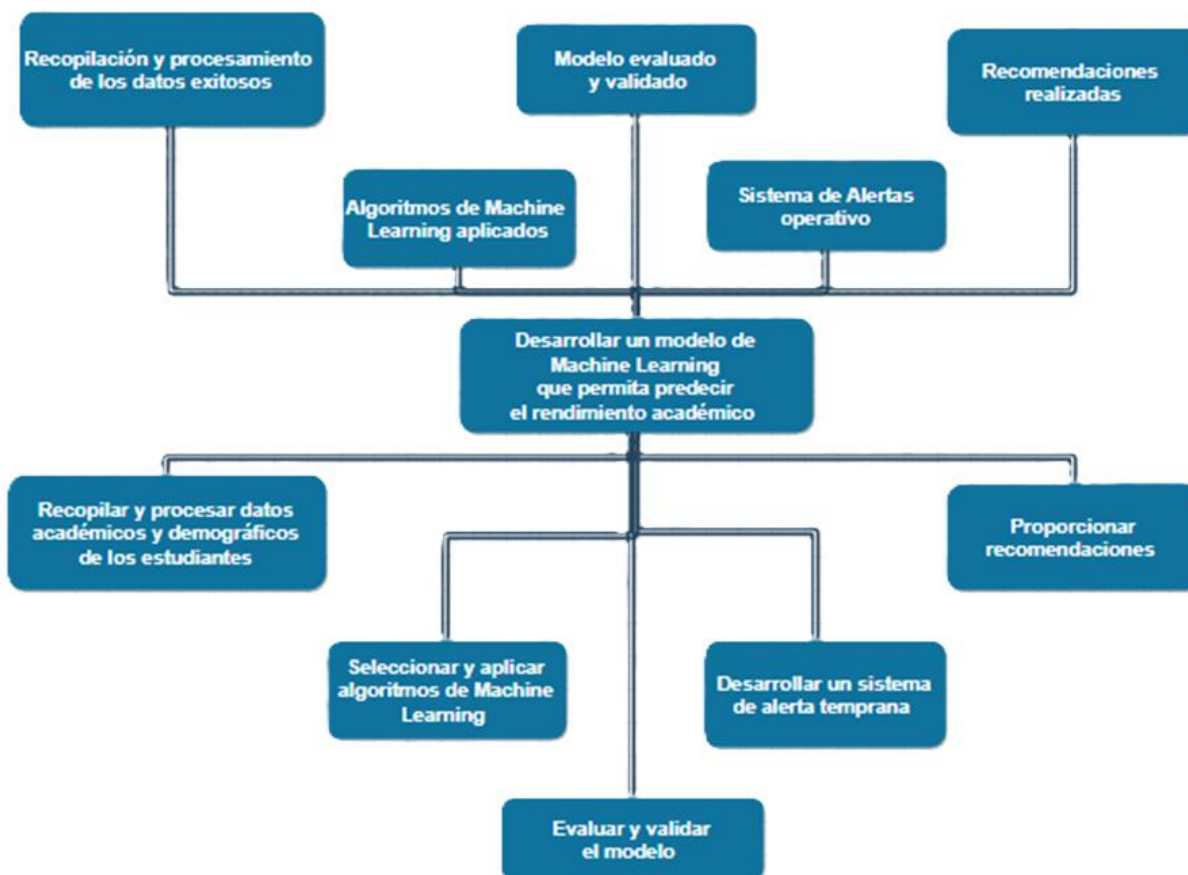 Recopilación y procesamiento
de los datos exitosos
Modelo evaluado
y validado
Recomendaciones
realizadas
Algoritmos de Machine
Learning aplicados
Sistema de Alertas
operativo
Desarrollar un modelo de
Machine Learning
que permita predecir
el rendimiento académico
Recopilar y procesar datos
académicos y demográficos
de los estudiantes
Proporcionar
recomendaciones
Seleccionar y aplicar
algoritmos de Machine
Learning
Desarrollar un sistema
de alerta temprana
Evaluar y validar
el modelo